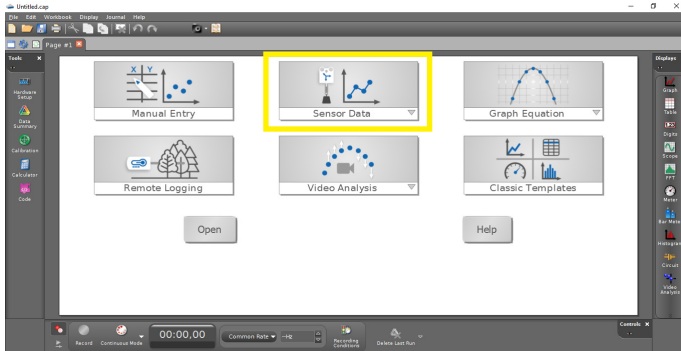 Untitled.cap
File Edit Workbook Display Journal Help
Page #1
Tools
Hardware
Setup
Data
Summary
Calibration
Calculator
Code
X Y
Manual Entry
Sensor Data
Graph Equation
Remote Logging
Video Analysis
Classic Templates
Open
Help
Displays
Graph
Table
Digits
Scope
FFT
Meter
Bar Mete
Histogram
Circuit
Video
Analysis
Record
Continuous Mode
00:00,00
Common Rate
--Hz
Recording
Conditions
Delete Last Run
Controls